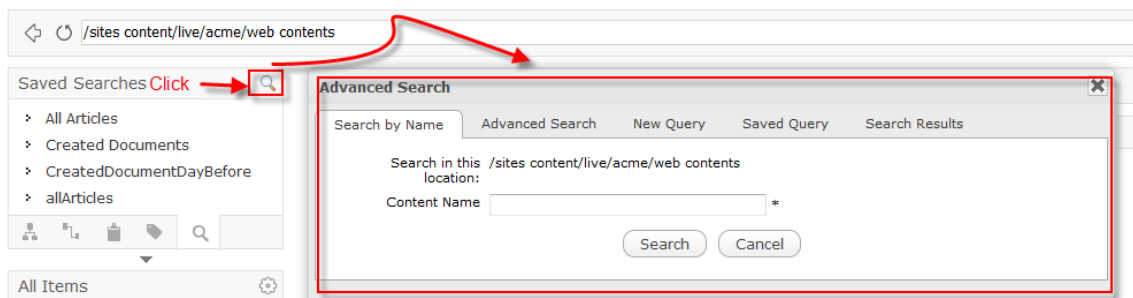 /sites content/live/acme/web contents
Saved Searches Click
All Articles
Created Documents
CreatedDocumentDayBefore
allArticles
All Items
Advanced Search
Search by Name Advanced Search New Query Saved Query Search Results
Search in this location: /sites content/live/acme/web contents
Content Name *
Search Cancel